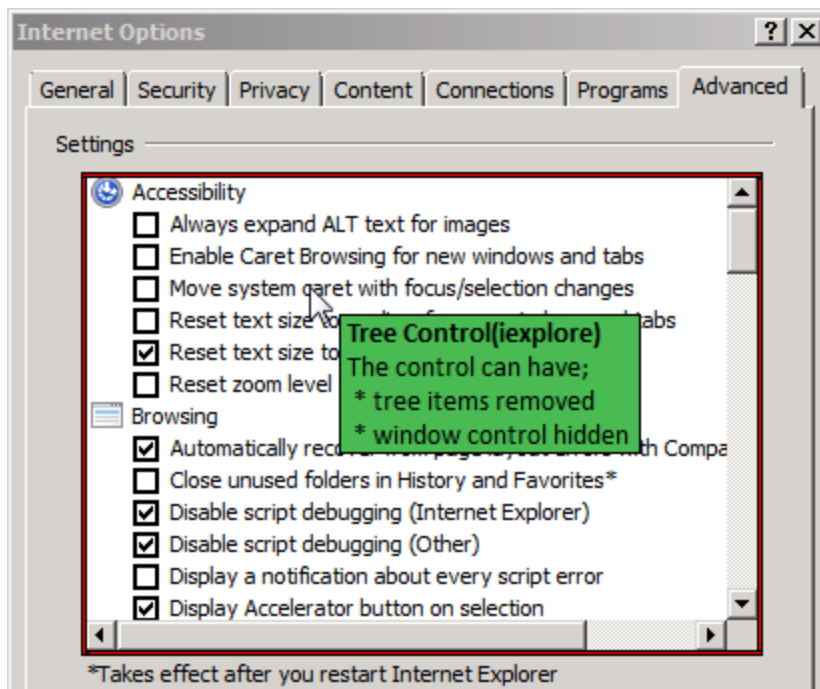 Internet Options
General Security Privacy Content Connections Programs Advanced
Settings
Accessibility
Always expand ALT text for images
Enable Caret Browsing for new windows and tabs
Move system caret with focus/selection changes
Reset text size to tabs
Reset text size to
Reset zoom level
Tree Control(iexplore)
The control can have;
* tree items removed
* window control hidden
Browsing
Automatically with Compa
Close unused folders in History and Favorites*
Disable script debugging (Internet Explorer)
Disable script debugging (Other)
Display a notification about every script error
Display Accelerator button on selection
*Takes effect after you restart Internet Explorer